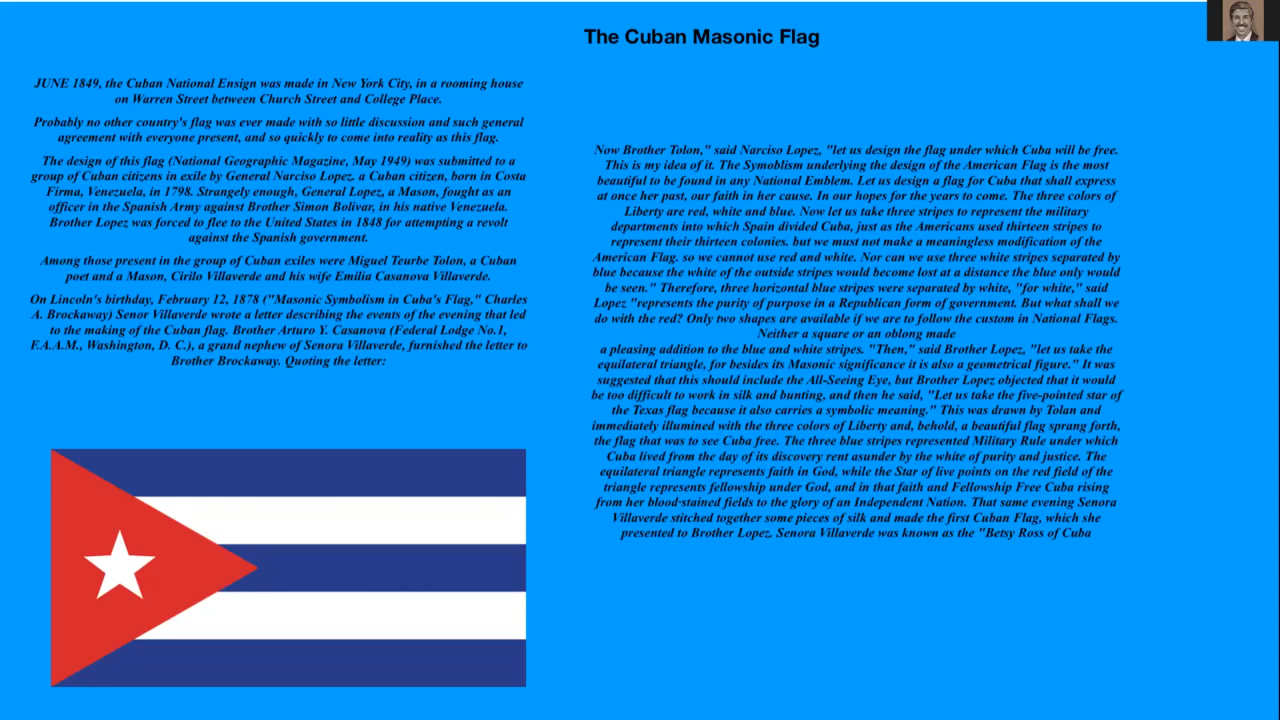 The Cuban Masonic Flag
JUNE 1849, the Cuban National Ensign was made in New York City, in a rooming house
on Warren Street between Church Street and College Place.
Probably no other country's flag was ever made with so little discussion and such general
agreement with everyone present, and so quickly to come into reality as this flag.
The design of this flag (National Geographic Magazine, May 1949) was submitted to a
group of Cuban citizens in exile by General Narciso Lopez. a Cuban citizen, born in Costa
Firma, Venezuela, in 1798. Strangely enough, General Lopez, a Mason, fought as an
officer in the Spanish Army against Brother Simon Bolivar, in his native Venezuela.
Brother Lopez was forced to flee to the United States in 1848 for attempting a revolt
against the Spanish government.
Among those present in the group of Cuban exiles were Miguel Teurbe Tolon, a Cuban
poet and a Mason, Cirilo Villaverde and his wife Emilia Casanova Villaverde.
On Lincoln's birthday, February 12, 1878 ("Masonic Symbolism in Cuba's Flag," Charles
A. Brockaway) Senor Villaverde wrote a letter describing the events of the evening that led
to the making of the Cuban flag. Brother Arturo Y. Casanova (Federal Lodge No.1,
F.A.A.M., Washington, D. C.), a grand nephew of Senora Villaverde, furnished the letter to
Brother Brockaway. Quoting the letter:
Now Brother Tolon," said Narciso Lopez, "let us design the flag under which Cuba will be free.
This is my idea of it. The Symoblism underlying the design of the American Flag is the most
beautiful to be found in any National Emblem. Let us design a flag for Cuba that shall express
at once her past, our faith in her cause. In our hopes for the years to come. The three colors of
Liberty are red, white and blue. Now let us take three stripes to represent the military
departments into which Spain divided Cuba, just as the Americans used thirteen stripes to
represent their thirteen colonies. but we must not make a meaningless modification of the
American Flag. so we cannot use red and white. Nor can we use three white stripes separated by
blue because the white of the outside stripes would become lost at a distance the blue only would
be seen." Therefore, three horizontal blue stripes were separated by white, "for white," said
Lopez "represents the purity of purpose in a Republican form of government. But what shall we
do with the red? Only two shapes are available if we are to follow the custom in National Flags.
Neither a square or an oblong made
a pleasing addition to the blue and white stripes. "Then," said Brother Lopez, "let us take the
equilateral triangle, for besides its Masonic significance it is also a geometrical figure." It was
suggested that this should include the All-Seeing Eye, but Brother Lopez objected that it would
be too difficult to work in silk and bunting, and then he said, "Let us take the five-pointed star of
the Texas flag because it also carries a symbolic meaning." This was drawn by Tolan and
immediately illumined with the three colors of Liberty and, behold, a beautiful flag sprang forth,
the flag that was to see Cuba free. The three blue stripes represented Military Rule under which
Cuba lived from the day of its discovery rent asunder by the white of purity and justice. The
equilateral triangle represents faith in God, while the Star of live points on the red field of the
triangle represents fellowship under God, and in that faith and Fellowship Free Cuba rising
from her blood·stained fields to the glory of an Independent Nation. That same evening Senora
Villaverde stitched together some pieces of silk and made the first Cuban Flag, which she
presented to Brother Lopez. Senora Villaverde was known as the "Betsy Ross of Cuba